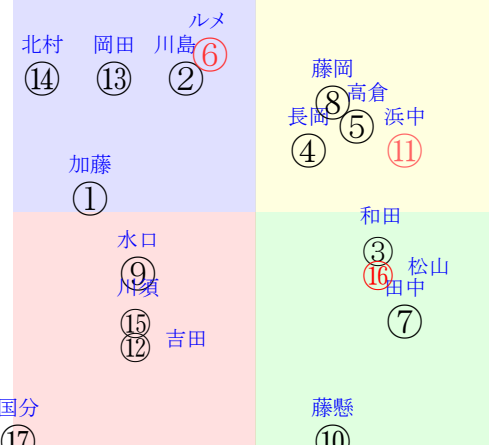 ルメ
北村 岡田 川島 ⑥
⑭ ⑬ ②
藤岡
⑧ 高倉
長岡 ⑤ 浜中
④ ⑪
加藤
①
和田
水口 ③
⑨ ⑯ 松山
川須 田中
⑮ ⑦
⑫ 吉田
国分 藤懸
⑰ ⑩